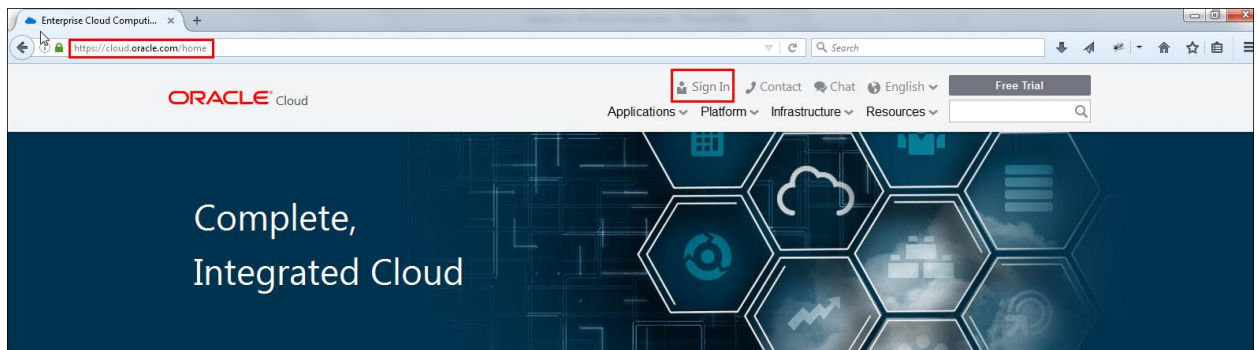 Enterprise Cloud Computi...
https://cloud.oracle.com/home
Search
ORACLE® Cloud
Sign In Contact Chat English Free Trial
Applications Platform Infrastructure Resources
Complete,
Integrated Cloud